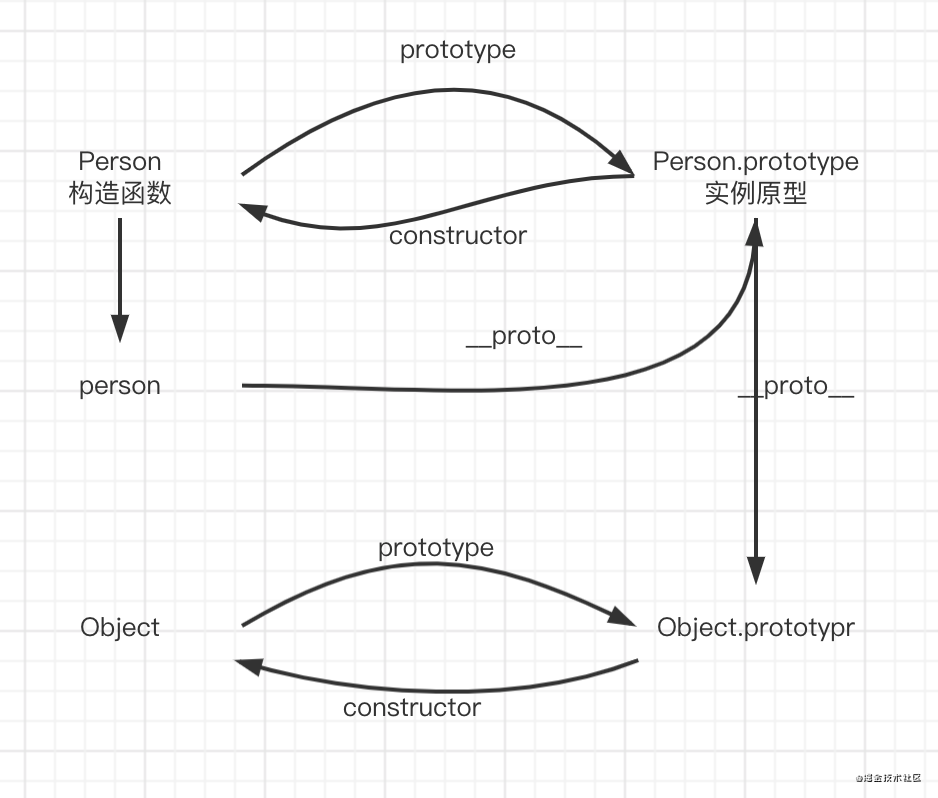 prototype
Person
构造函数
Person.prototype
实例原型
constructor
__proto__
person
__proto__
prototype
Object
Object.prototypr
constructor
@掘金技术社区